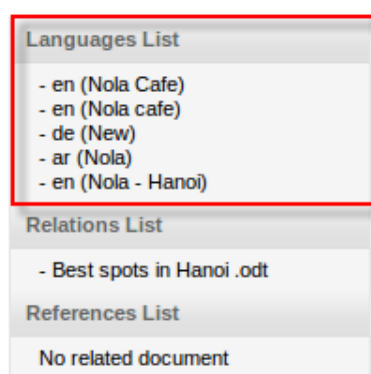 Languages List
- en (Nola Cafe)
- en (Nola cafe)
- de (New)
- ar (Nola)
- en (Nola - Hanoi)
Relations List
- Best spots in Hanoi .odt
References List
No related document